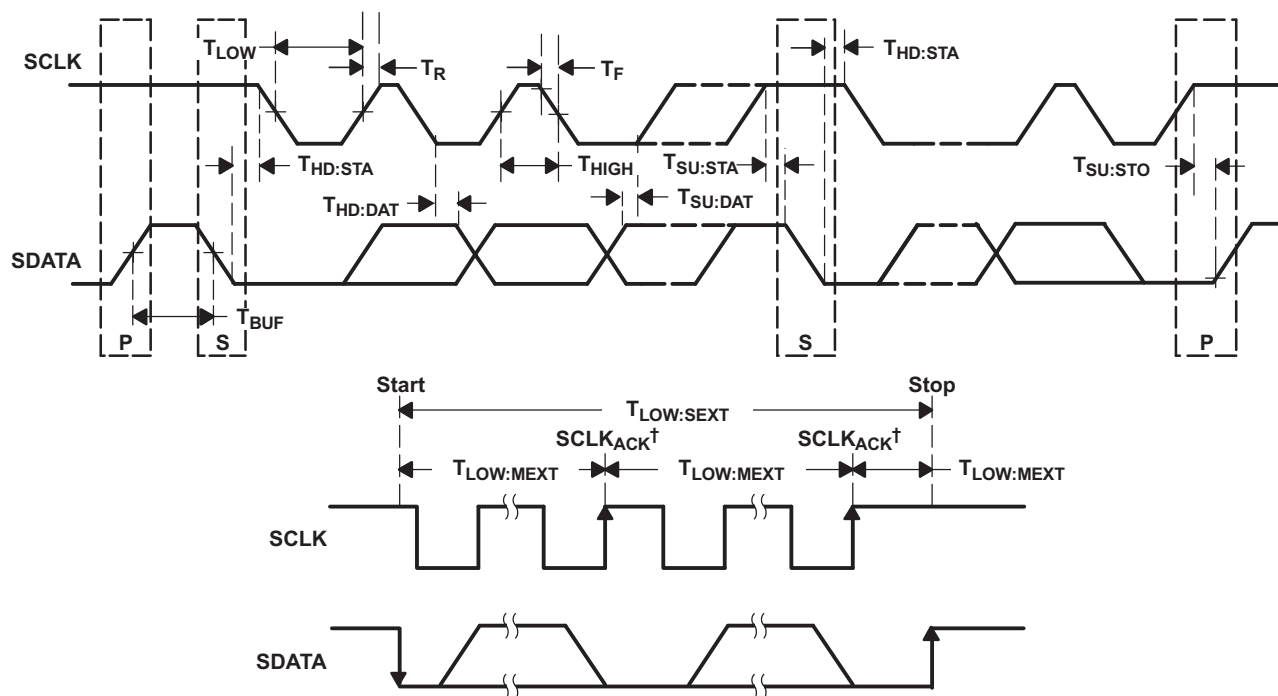 T_LOW
T_HD:STA
SCLK
T_R
T_F
T_HD:STA
T_HIGH
T_SU:STA
T_SU:STO
T_HD:DAT
T_SU:DAT
SDATA
T_BUF
P
S
S
P
Start
Stop
T_LOW:SEXT
SCLK_ACK†
SCLK_ACK†
T_LOW:MEXT
T_LOW:MEXT
T_LOW:MEXT
SCLK
SDATA